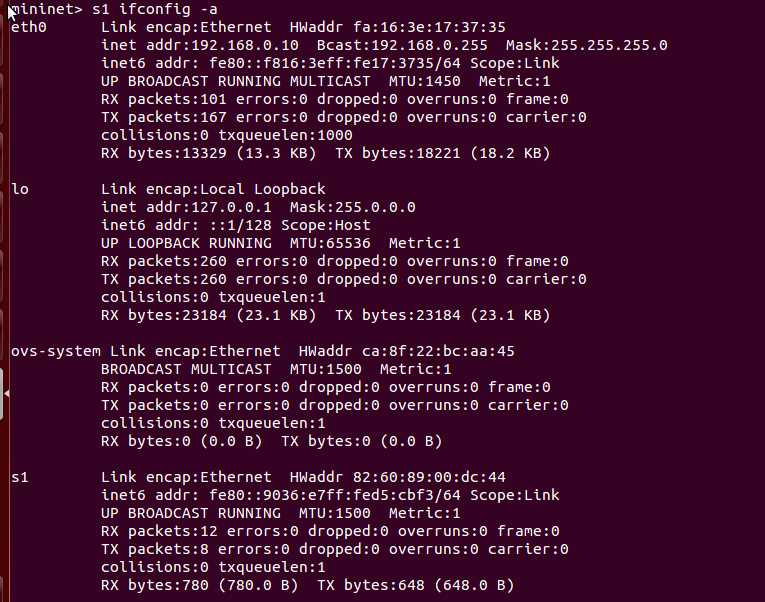 mininet> s1 ifconfig -a
eth0 Link encap:Ethernet HWaddr fa:16:3e:17:37:35
inet addr:192.168.0.10 Bcast:192.168.0.255 Mask:255.255.255.0
inet6 addr: fe80::f816:3eff:fe17:3735/64 Scope:Link
UP BROADCAST RUNNING MULTICAST MTU:1450 Metric:1
RX packets:101 errors:0 dropped:0 overruns:0 frame:0
TX packets:167 errors:0 dropped:0 overruns:0 carrier:0
collisions:0 txqueuelen:1000
RX bytes:13329 (13.3 KB) TX bytes:18221 (18.2 KB)
lo Link encap:Local Loopback
inet addr:127.0.0.1 Mask:255.0.0.0
inet6 addr: ::1/128 Scope:Host
UP LOOPBACK RUNNING MTU:65536 Metric:1
RX packets:260 errors:0 dropped:0 overruns:0 frame:0
TX packets:260 errors:0 dropped:0 overruns:0 carrier:0
collisions:0 txqueuelen:1
RX bytes:23184 (23.1 KB) TX bytes:23184 (23.1 KB)
ovs-system Link encap:Ethernet HWaddr ca:8f:22:bc:aa:45
BROADCAST MULTICAST MTU:1500 Metric:1
RX packets:0 errors:0 dropped:0 overruns:0 frame:0
TX packets:0 errors:0 dropped:0 overruns:0 carrier:0
collisions:0 txqueuelen:1
RX bytes:0 (0.0 B) TX bytes:0 (0.0 B)
s1 Link encap:Ethernet HWaddr 82:60:89:00:dc:44
inet6 addr: fe80::9036:e7ff:fed5:cbf3/64 Scope:Link
UP BROADCAST RUNNING MTU:1500 Metric:1
RX packets:12 errors:0 dropped:0 overruns:0 frame:0
TX packets:8 errors:0 dropped:0 overruns:0 carrier:0
collisions:0 txqueuelen:1
RX bytes:780 (780.0 B) TX bytes:648 (648.0 B)